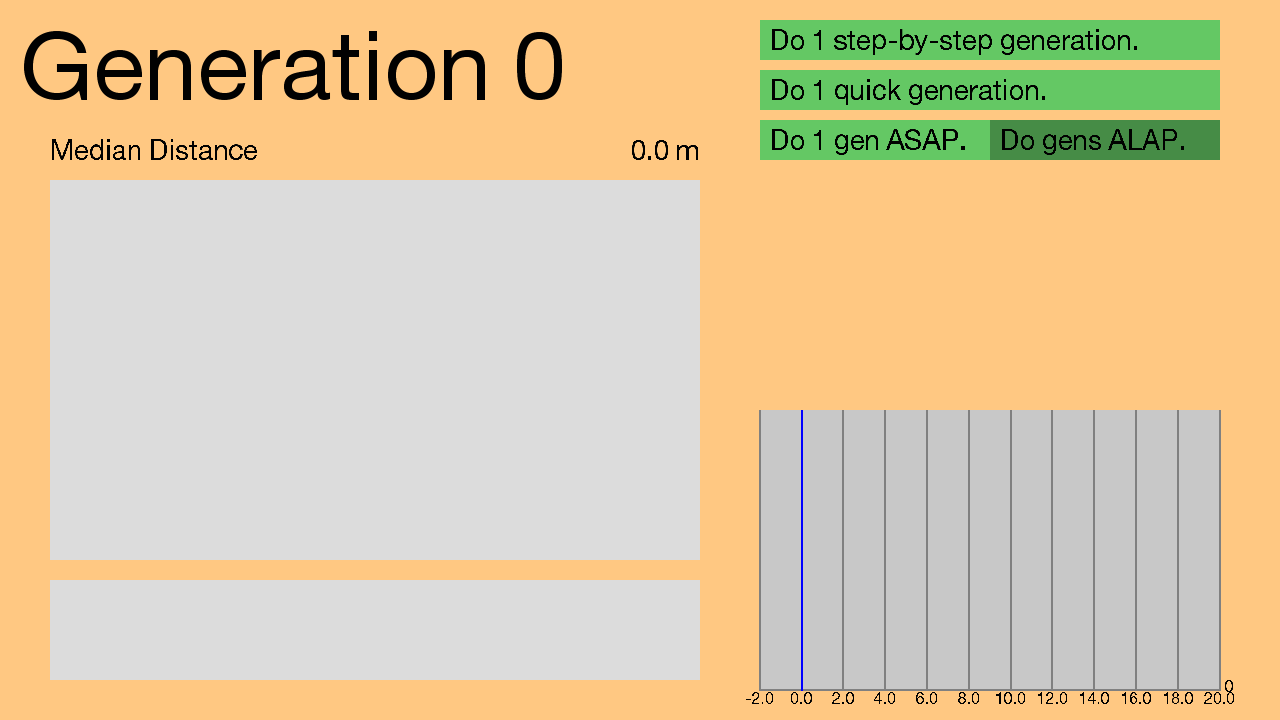 Generation 0
Do 1 step-by-step generation.
Do 1 quick generation.
Do 1 gen ASAP. Do gens ALAP.
Median Distance 0.0 m
0
-2.0 0.0 2.0 4.0 6.0 8.0 10.0 12.0 14.0 16.0 18.0 20.0